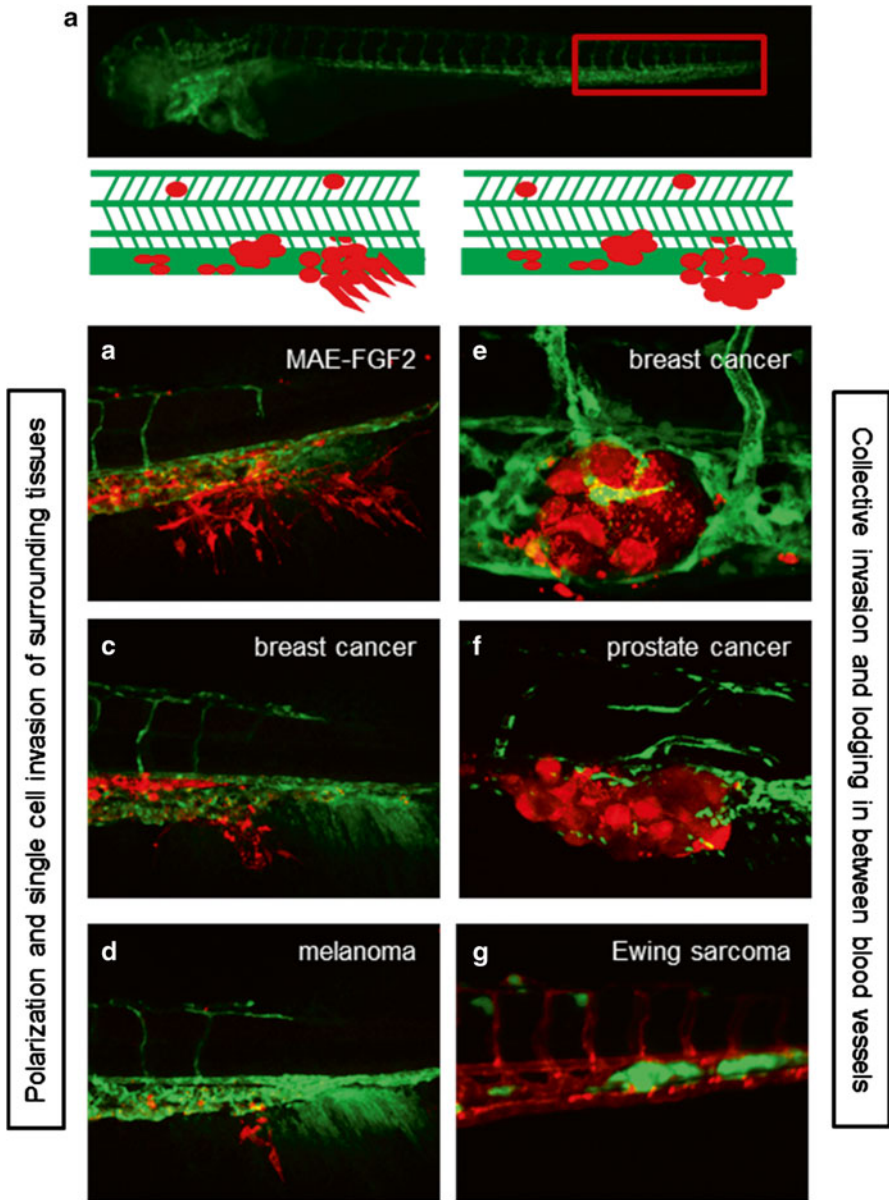 a
Polarization and single cell invasion of surrounding tissues
a
MAE-FGF2
e
breast cancer
c
breast cancer
f
prostate cancer
d
melanoma
g
Ewing sarcoma
Collective invasion and lodging in between blood vessels